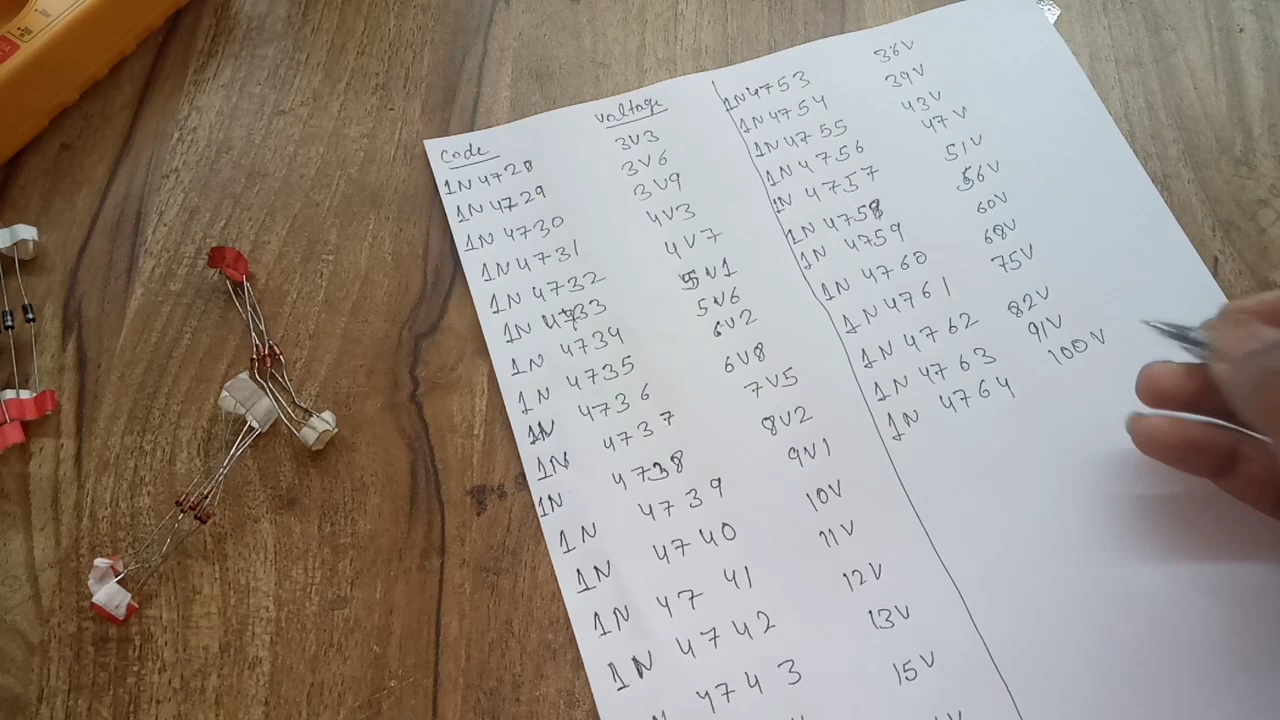 Code Voltage
1N4728 3V3
1N4729 3V6
1N4730 3V9
1N4731 4V3
1N4732 4V7
1N4733 5V1
1N4734 5V6
1N4735 6V2
1N4736 6V8
1N4737 7V5
1N4738 8V2
1N4739 9V1
1N4740 10V
1N4741 11V
1N4742 12V
1N4743 13V
15V
1N4753 36V
1N4754 39V
1N4755 43V
1N4756 47V
1N4757 51V
1N4758 56V
1N4759 60V
1N4760 68V
1N4761 75V
1N4762 82V
1N4763 91V
1N4764 100V